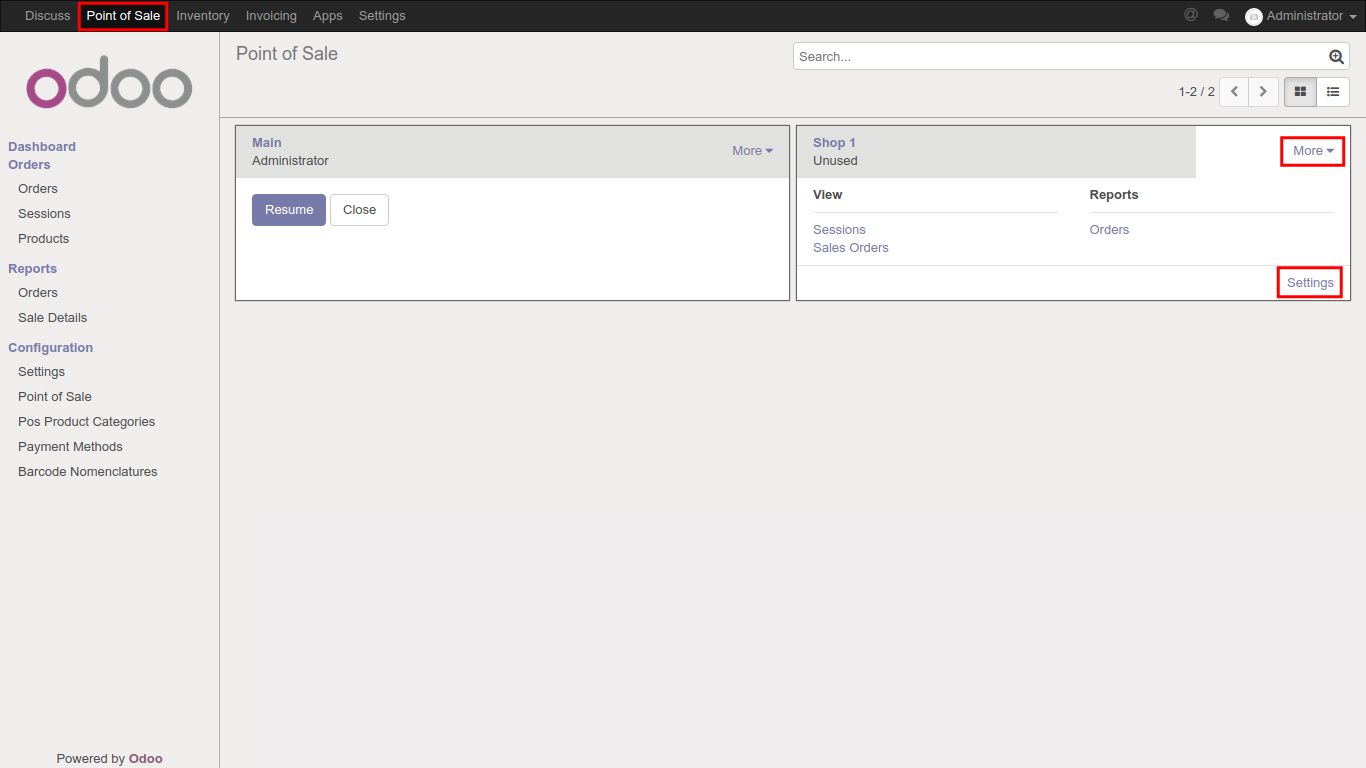 Discuss Point of Sale Inventory Invoicing Apps Settings @ Administrator
odoo
Dashboard
Orders
Orders
Sessions
Products
Reports
Orders
Sale Details
Configuration
Settings
Point of Sale
Pos Product Categories
Payment Methods
Barcode Nomenclatures
Powered by Odoo
Point of Sale
Search...
1-2 / 2
Main
Administrator
More
Resume Close
Shop 1
Unused
More
View Reports
Sessions Orders
Sales Orders
Settings